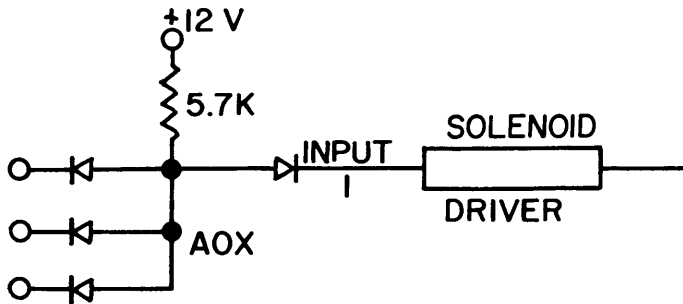 +12 V
5.7K
INPUT
1
SOLENOID
DRIVER
AOX